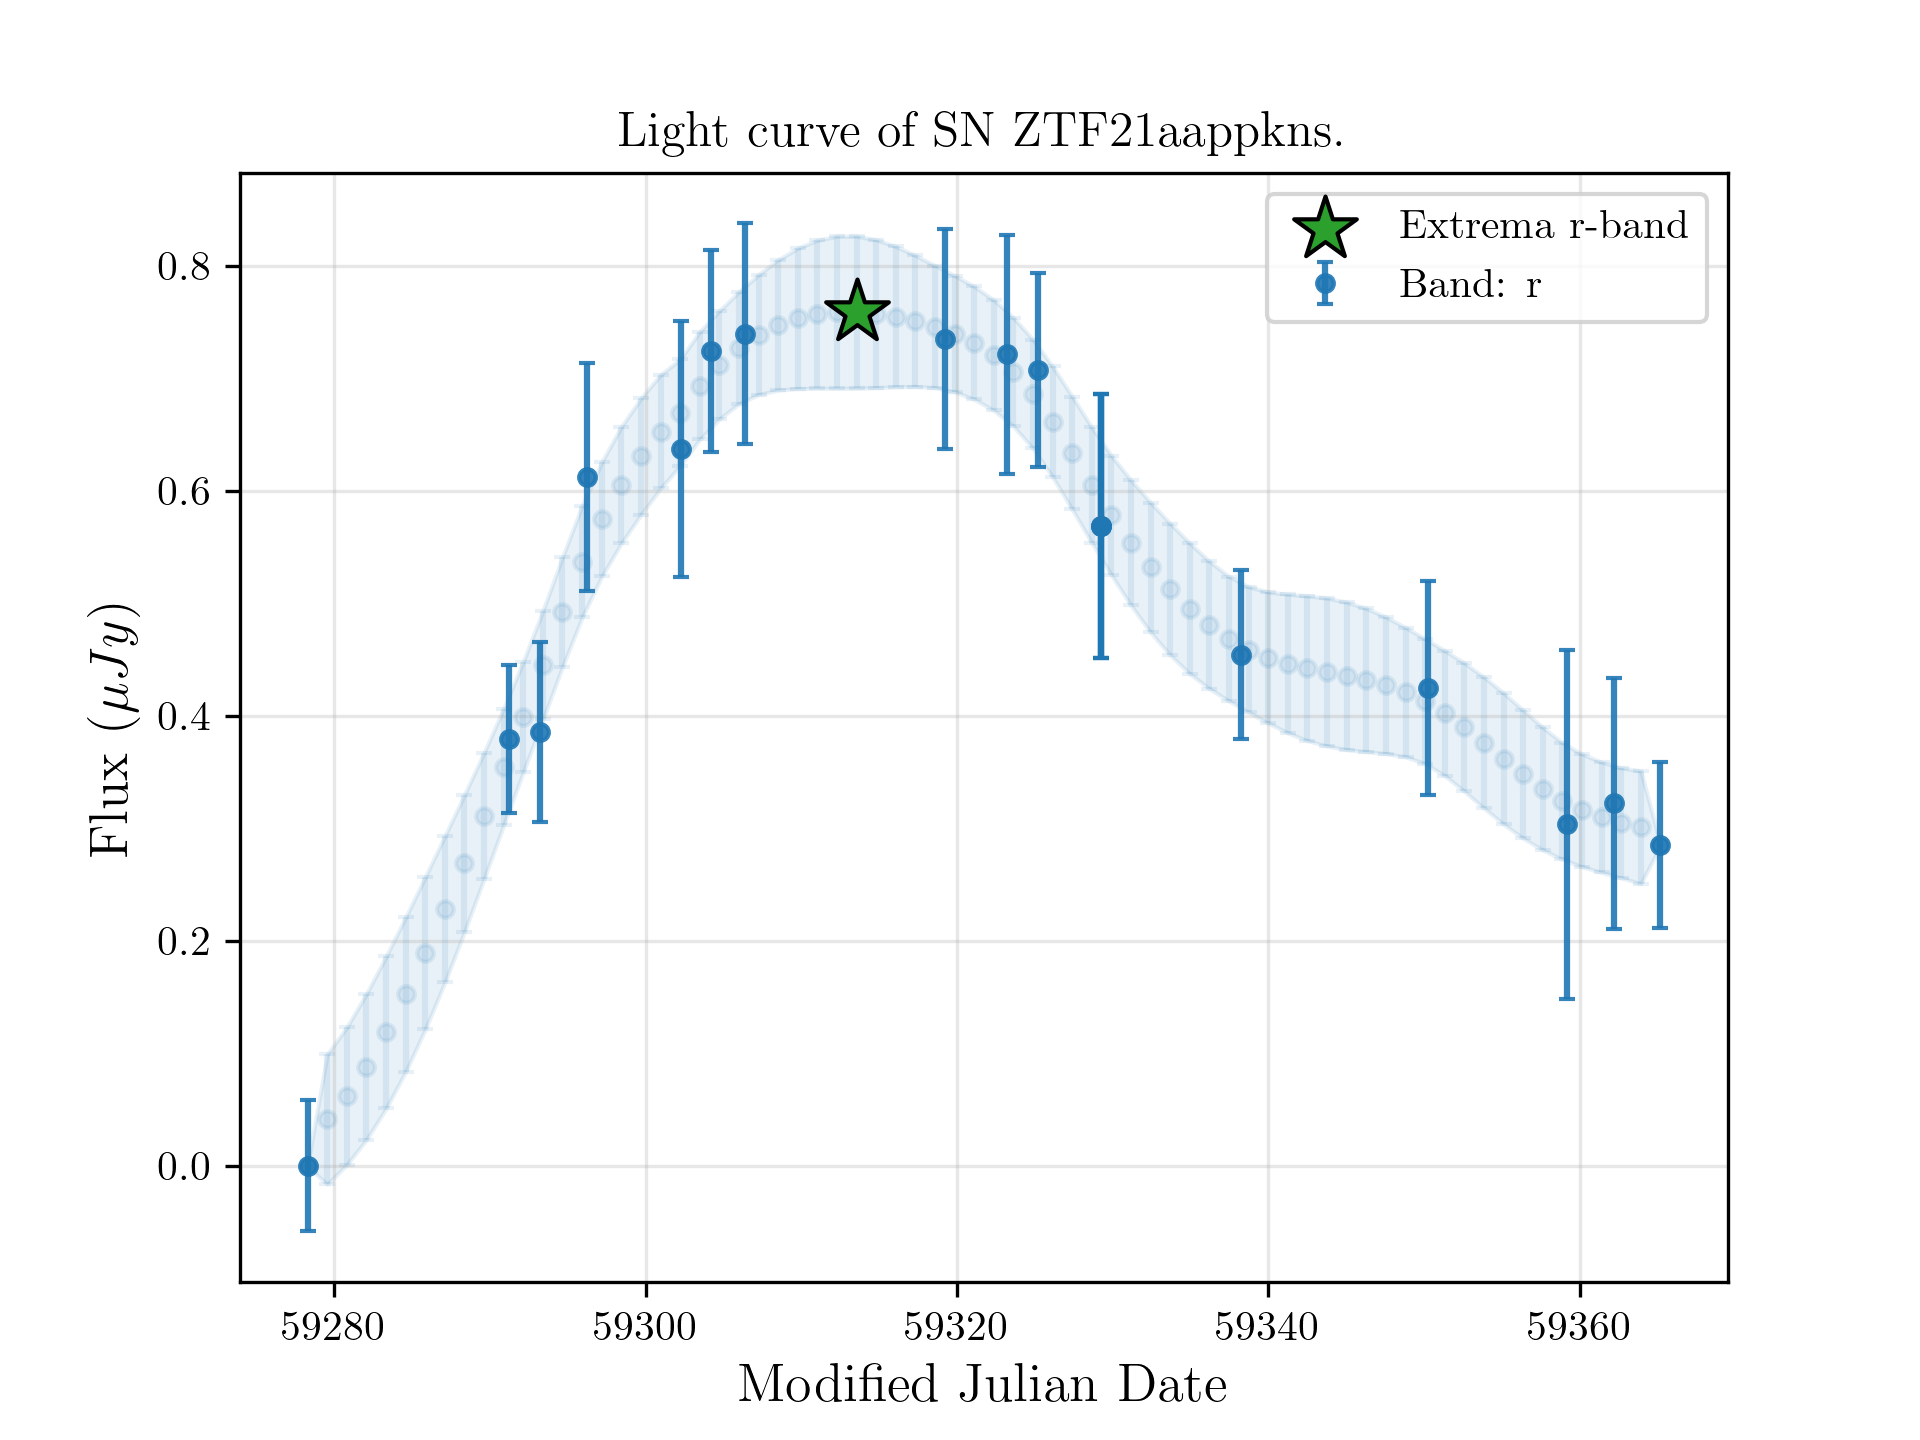 Light curve of SN ZTF21aappkns.
Extrema r-band
Band: r
Flux (μJy)
0.8
0.6
0.4
0.2
0.0
59280 59300 59320 59340 59360
Modified Julian Date